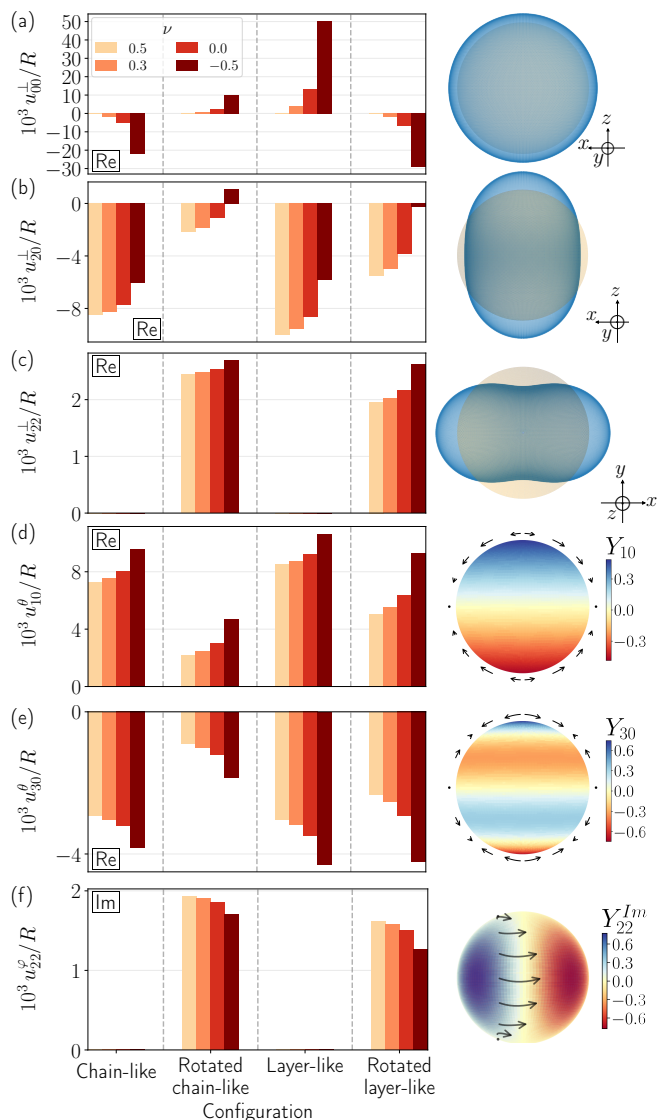 (a)
10³ u⊥00/R
50
40
30
20
10
0
−10
−20
−30
ν
0.5
0.0
0.3
−0.5
Re
z
x
y
(b)
10³ u⊥20/R
0
−4
−8
Re
z
x
y
(c)
10³ u⊥22/R
2
1
0
Re
y
z
x
(d)
10³ uθ10/R
8
4
0
Re
Y10
0.3
0.0
−0.3
(e)
10³ uθ30/R
0
−4
Re
Y30
0.6
0.3
0.0
−0.3
−0.6
(f)
10³ uφ22/R
2
1
0
Im
Y22Im
0.6
0.3
0.0
−0.3
−0.6
Chain-like
Rotated
chain-like
Layer-like
Rotated
layer-like
Configuration